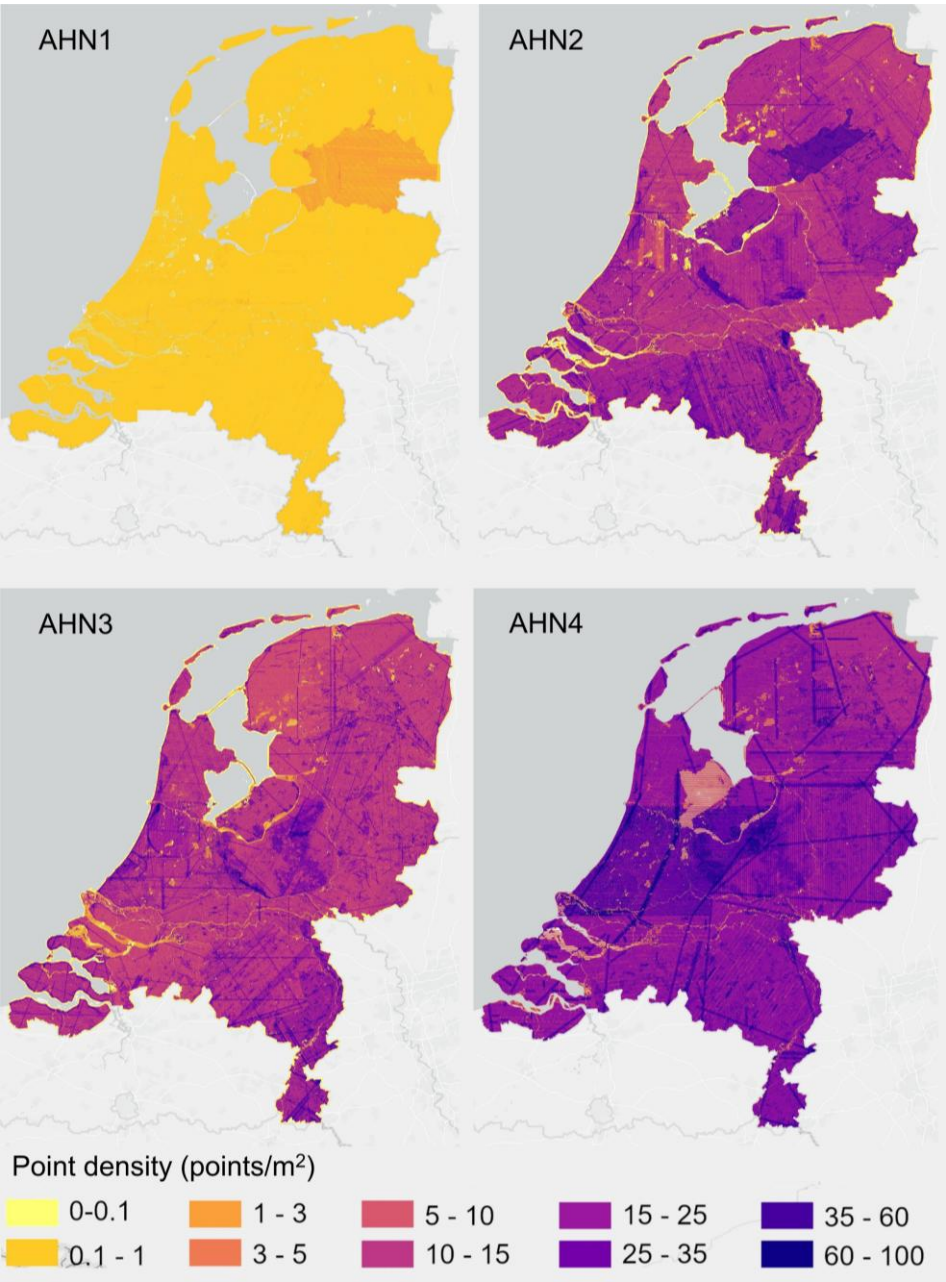 AHN1
AHN2
AHN3
AHN4
Point density (points/m²)
0-0.1
1 - 3
5 - 10
15 - 25
35 - 60
0.1 - 1
3 - 5
10 - 15
25 - 35
60 - 100